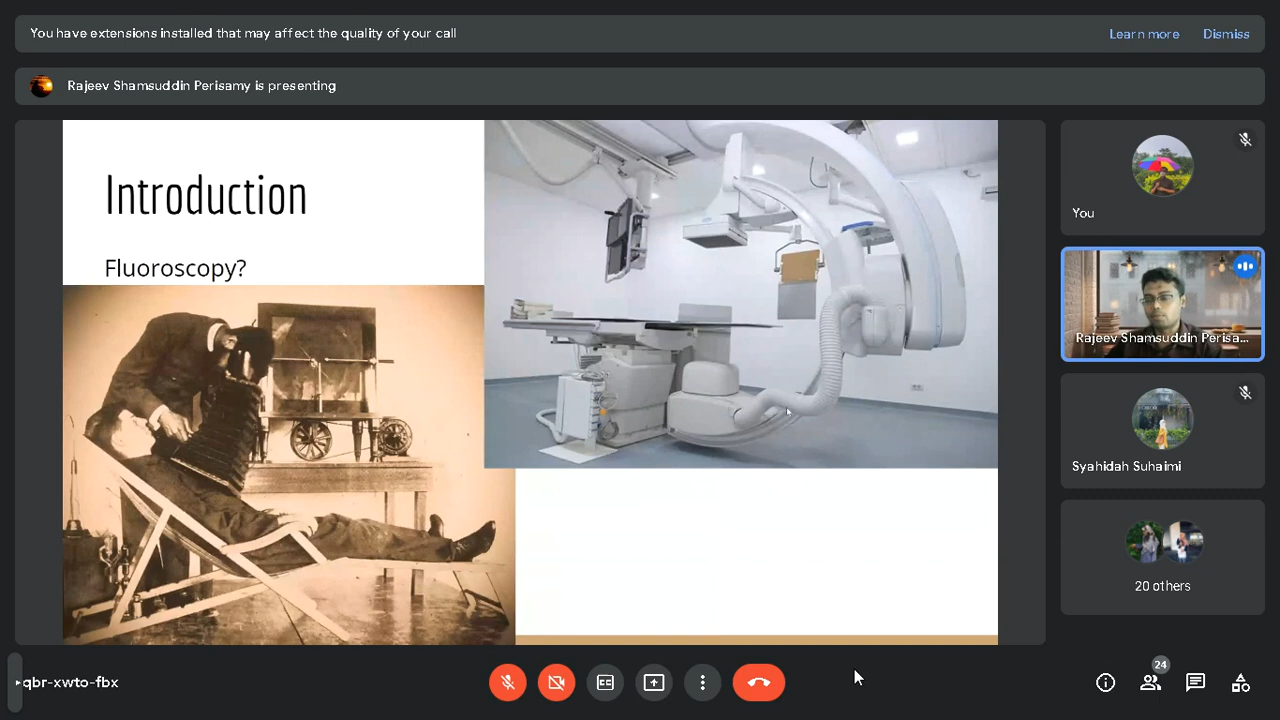 You have extensions installed that may affect the quality of your call
Learn more
Dismiss
Rajeev Shamsuddin Perisamy is presenting
Introduction
Fluoroscopy?
You
Rajeev Shamsuddin Perisa...
Syahidah Suhaimi
20 others
qbr-xwto-fbx
24